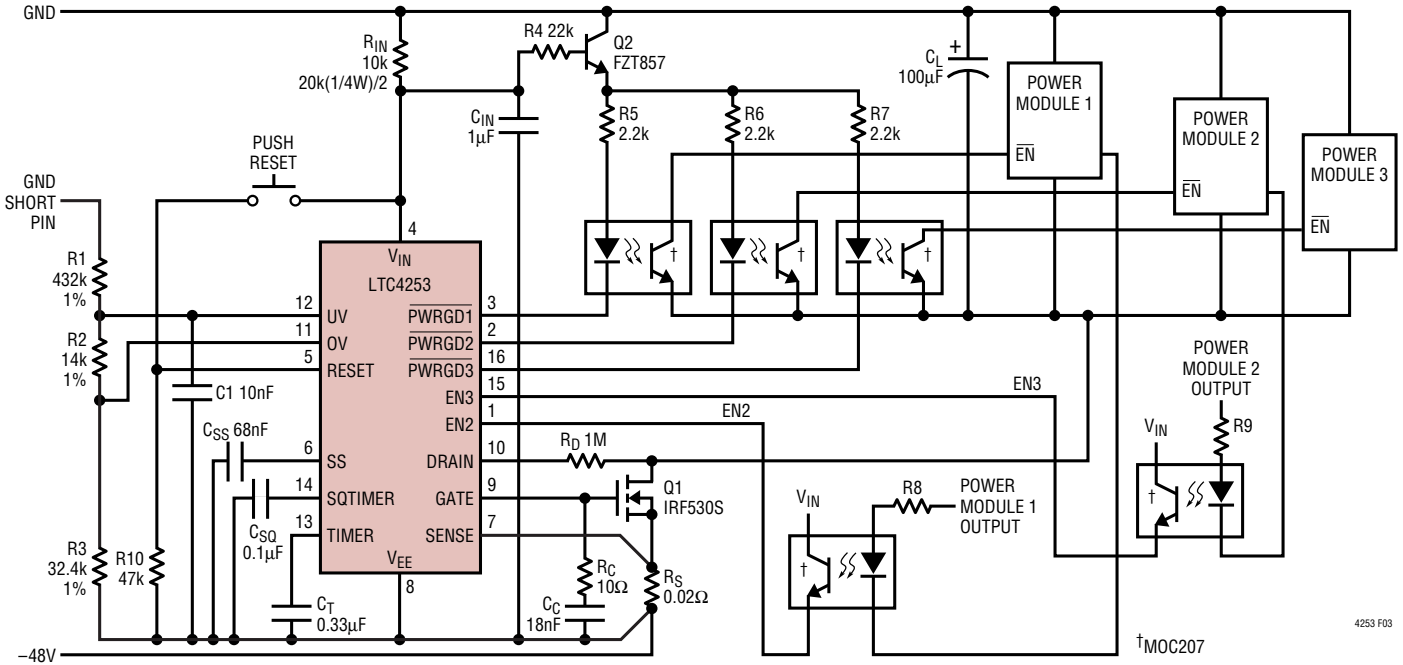 GND
R4 22k
RIN
10k
20k(1/4W)/2
Q2
FZT857
CL
100µF
+
POWER
MODULE 1
EN
POWER
MODULE 2
EN
POWER
MODULE 3
EN
CIN
1µF
R5
2.2k
R6
2.2k
R7
2.2k
PUSH
RESET
GND
SHORT
PIN
R1
432k
1%
R2
14k
1%
R3
32.4k
1%
R10
47k
C1 10nF
CSS 68nF
CSQ
0.1µF
CT
0.33µF
4
VIN
LTC4253
12
UV
11
OV
5
RESET
6
SS
14
SQTIMER
13
TIMER
VEE
8
3
PWRGD1
2
PWRGD2
16
PWRGD3
15
EN3
1
EN2
10
DRAIN
9
GATE
7
SENSE
†
†
†
EN3
EN2
RD 1M
Q1
IRF530S
RC
10Ω
CC
18nF
RS
0.02Ω
VIN
†
R8
POWER
MODULE 1
OUTPUT
POWER
MODULE 2
OUTPUT
R9
VIN
†
–48V
†MOC207
4253 F03